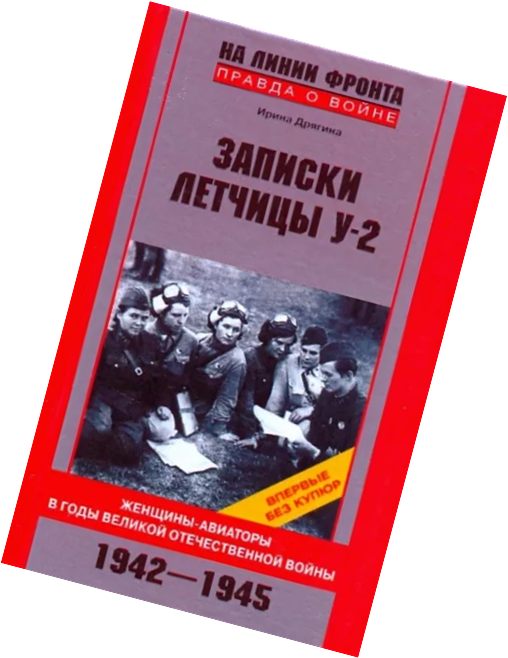 НА ЛИНИИ ФРОНТА
ПРАВДА О ВОЙНЕ
Ирина Дрягина
ЗАПИСКИ
ЛЕТЧИЦЫ У-2
ВПЕРВЫЕ
БЕЗ КУПЮР
ЖЕНЩИНЫ-АВИАТОРЫ
В ГОДЫ ВЕЛИКОЙ ОТЕЧЕСТВЕННОЙ ВОЙНЫ
1942—1945